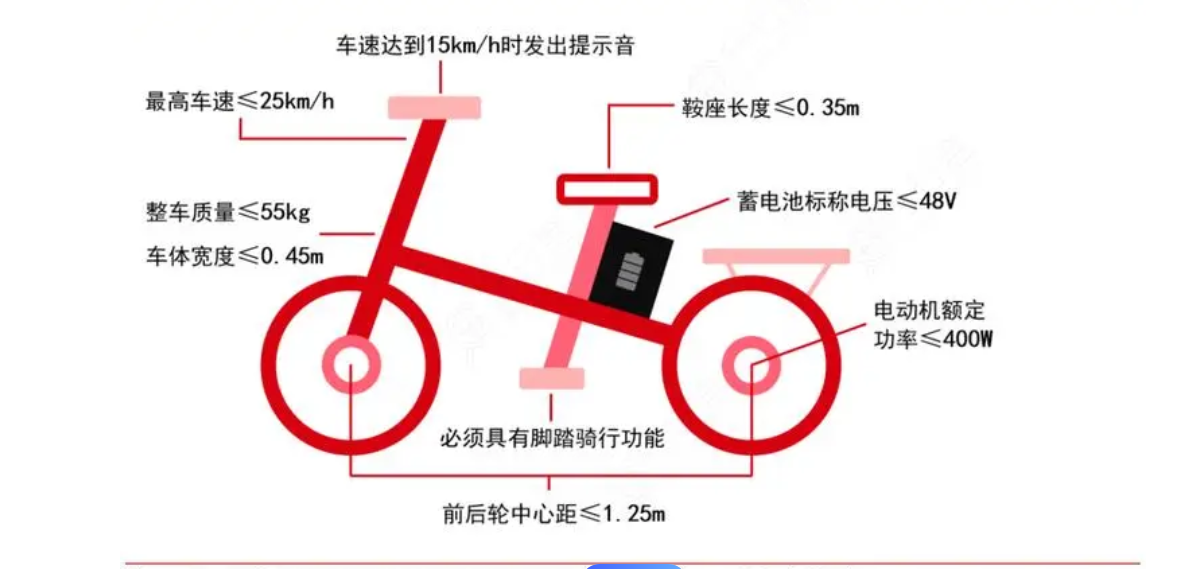 车速达到15km/h时发出提示音
最高车速≤25km/h
鞍座长度≤0.35m
蓄电池标称电压≤48V
整车质量≤55kg
车体宽度≤0.45m
电动机额定
功率≤400W
必须具有脚踏骑行功能
前后轮中心距≤1.25m